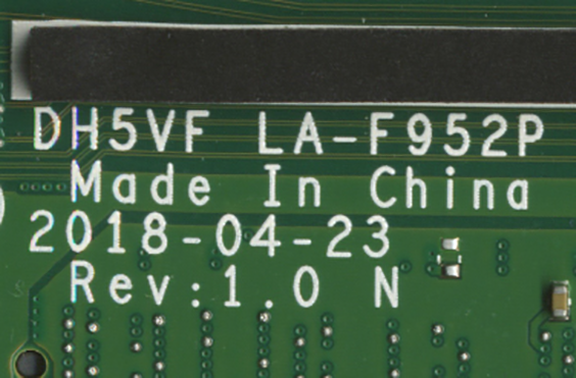 DH5VF LA-F952P
Made In China
2018-04-23
Rev:1.0 N